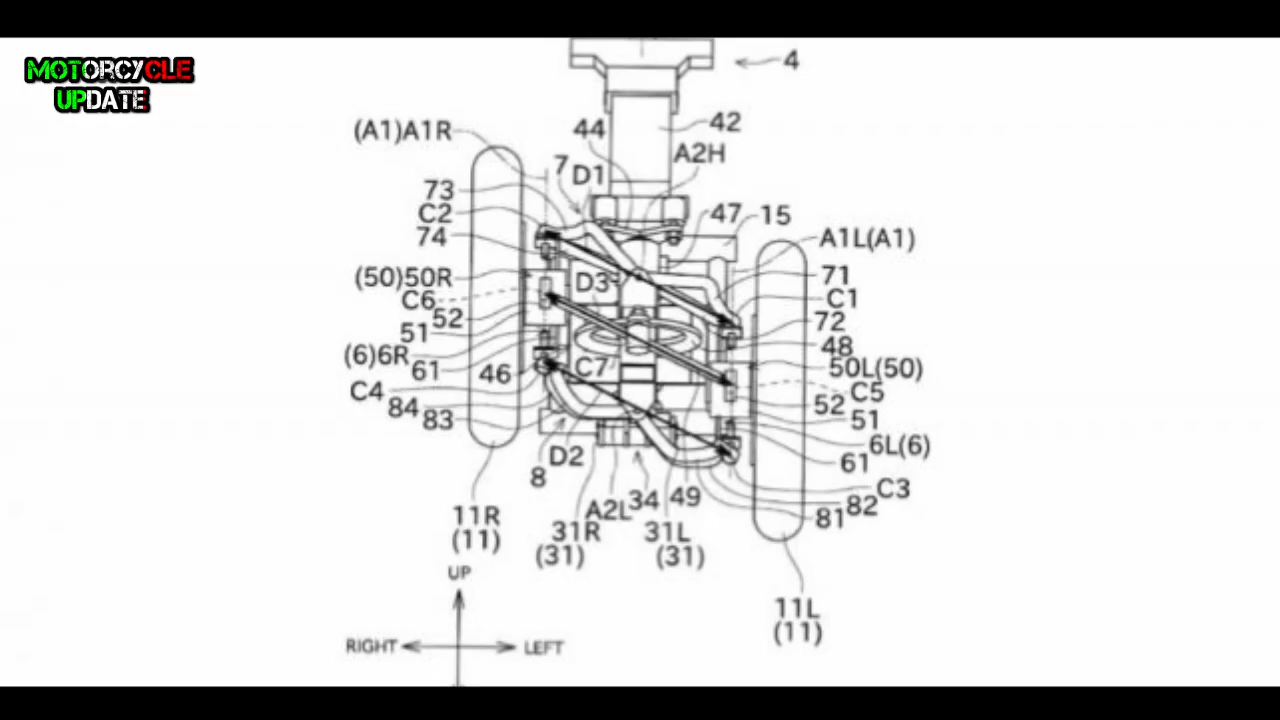 MOTORCYCLE
UPDATE
4
42
44
(A1)A1R
A2H
7
D1
73
C2
47
15
74
A1L(A1)
(50)50R
D3
71
C6
C1
52
72
51
48
(6)6R
50L(50)
61
46
C7
C4
C5
84
52
83
51
6L(6)
D2
61
8
C3
34
49
82
A2L
81
11R
(11)
31R
(31)
31L
(31)
UP
11L
(11)
RIGHT
LEFT